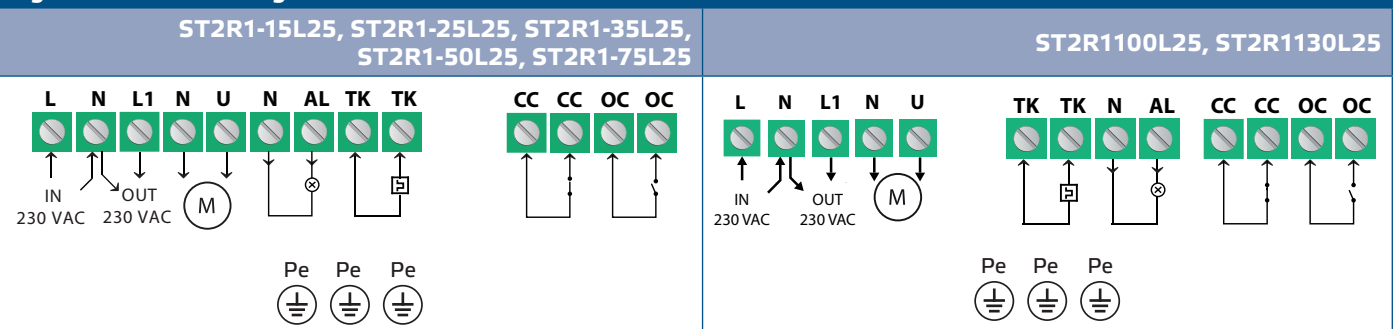 ST2R1-15L25, ST2R1-25L25, ST2R1-35L25,
ST2R1-50L25, ST2R1-75L25
L N L1 N U N AL TK TK CC CC OC OC
IN OUT
230 VAC 230 VAC
M
Pe Pe Pe
ST2R1100L25, ST2R1130L25
L N L1 N U TK TK N AL CC CC OC OC
IN OUT
230 VAC 230 VAC
M
Pe Pe Pe